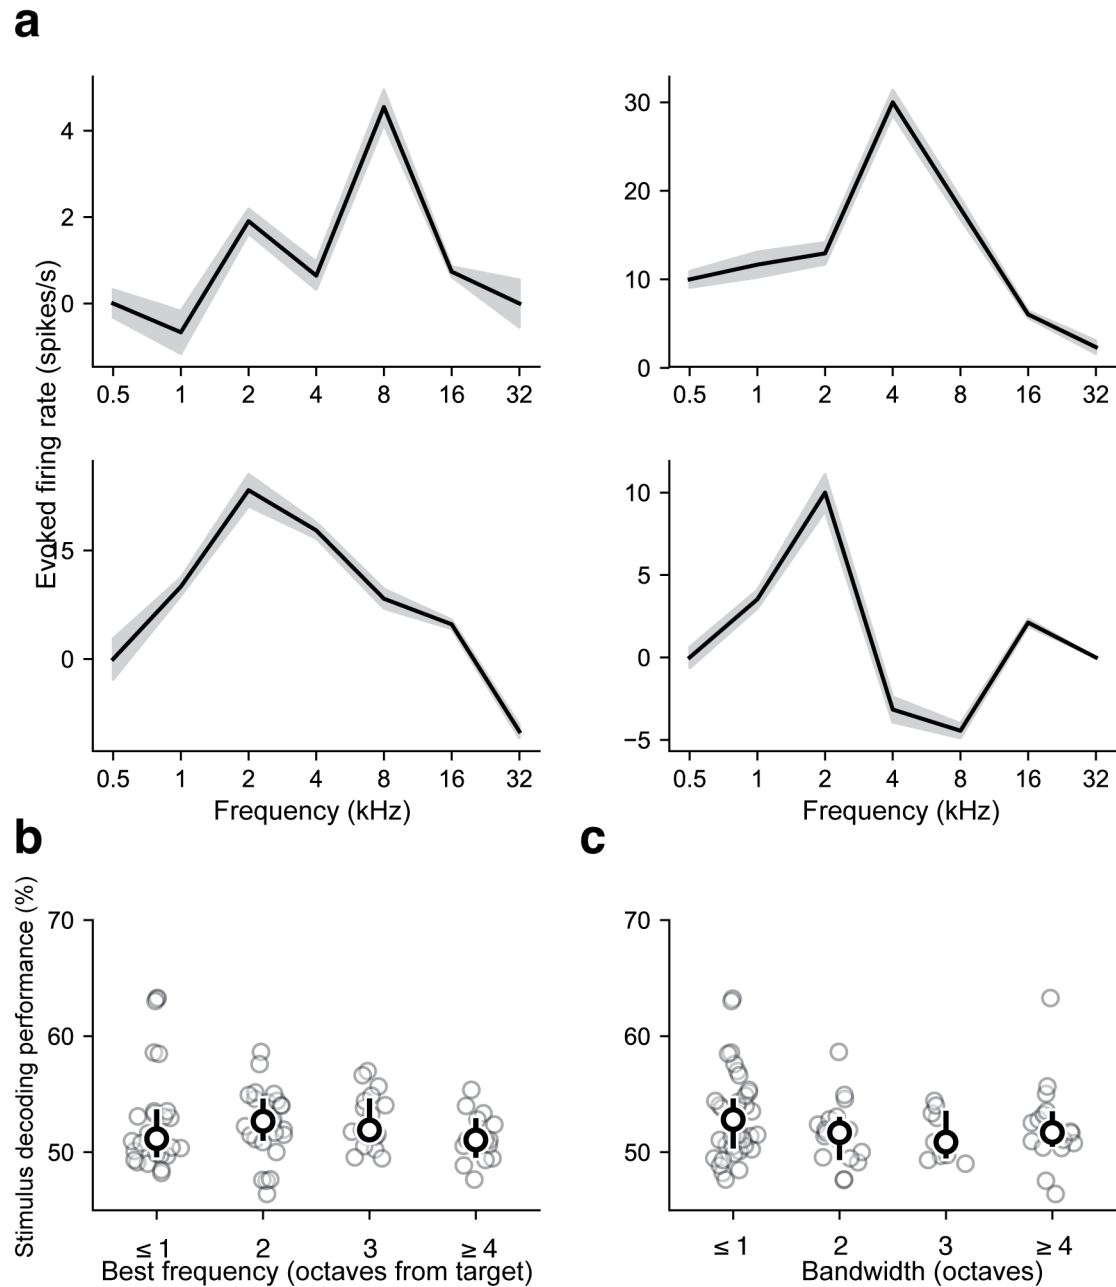 a
Evoked firing rate (spikes/s)
4
2
0
0.5 1 2 4 8 16 32
30
20
10
0
0.5 1 2 4 8 16 32
0
0.5 1 2 4 8 16 32
Frequency (kHz)
10
5
0
−5
0.5 1 2 4 8 16 32
Frequency (kHz)
b
Stimulus decoding performance (%)
70
60
50
≤ 1 2 3 ≥ 4
Best frequency (octaves from target)
c
70
60
50
≤ 1 2 3 ≥ 4
Bandwidth (octaves)